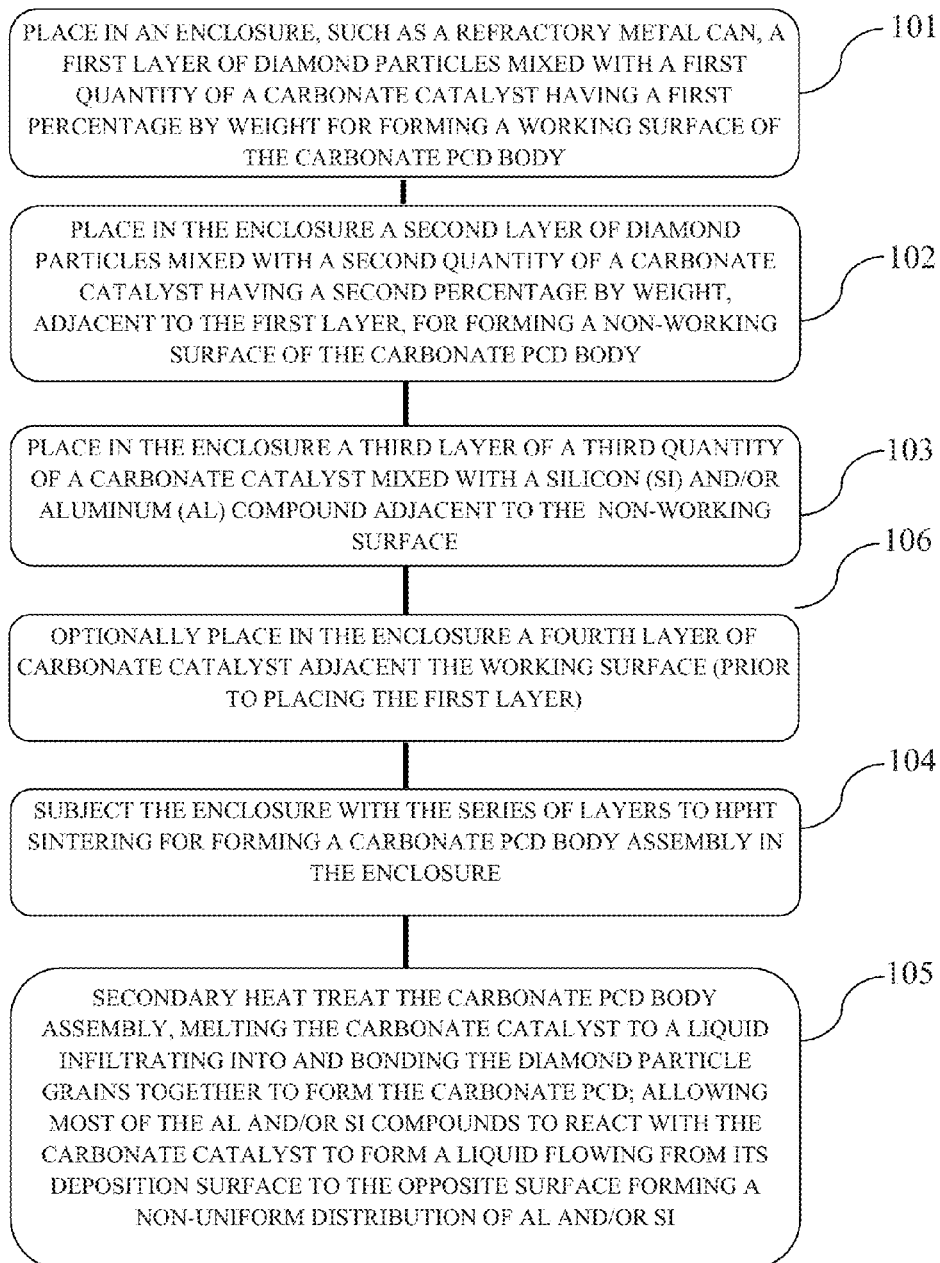 PLACE IN AN ENCLOSURE, SUCH AS A REFRACTORY METAL CAN, A
FIRST LAYER OF DIAMOND PARTICLES MIXED WITH A FIRST
QUANTITY OF A CARBONATE CATALYST HAVING A FIRST
PERCENTAGE BY WEIGHT FOR FORMING A WORKING SURFACE OF
THE CARBONATE PCD BODY
101
PLACE IN THE ENCLOSURE A SECOND LAYER OF DIAMOND
PARTICLES MIXED WITH A SECOND QUANTITY OF A CARBONATE
CATALYST HAVING A SECOND PERCENTAGE BY WEIGHT,
ADJACENT TO THE FIRST LAYER, FOR FORMING A NON-WORKING
SURFACE OF THE CARBONATE PCD BODY
102
PLACE IN THE ENCLOSURE A THIRD LAYER OF A THIRD QUANTITY
OF A CARBONATE CATALYST MIXED WITH A SILICON (SI) AND/OR
ALUMINUM (AL) COMPOUND ADJACENT TO THE NON-WORKING
SURFACE
103
OPTIONALLY PLACE IN THE ENCLOSURE A FOURTH LAYER OF
CARBONATE CATALYST ADJACENT THE WORKING SURFACE (PRIOR
TO PLACING THE FIRST LAYER)
106
SUBJECT THE ENCLOSURE WITH THE SERIES OF LAYERS TO HPHT
SINTERING FOR FORMING A CARBONATE PCD BODY ASSEMBLY IN
THE ENCLOSURE
104
SECONDARY HEAT TREAT THE CARBONATE PCD BODY
ASSEMBLY, MELTING THE CARBONATE CATALYST TO A LIQUID
INFILTRATING INTO AND BONDING THE DIAMOND PARTICLE
GRAINS TOGETHER TO FORM THE CARBONATE PCD; ALLOWING
MOST OF THE AL AND/OR SI COMPOUNDS TO REACT WITH THE
CARBONATE CATALYST TO FORM A LIQUID FLOWING FROM ITS
DEPOSITION SURFACE TO THE OPPOSITE SURFACE FORMING A
NON-UNIFORM DISTRIBUTION OF AL AND/OR SI
105